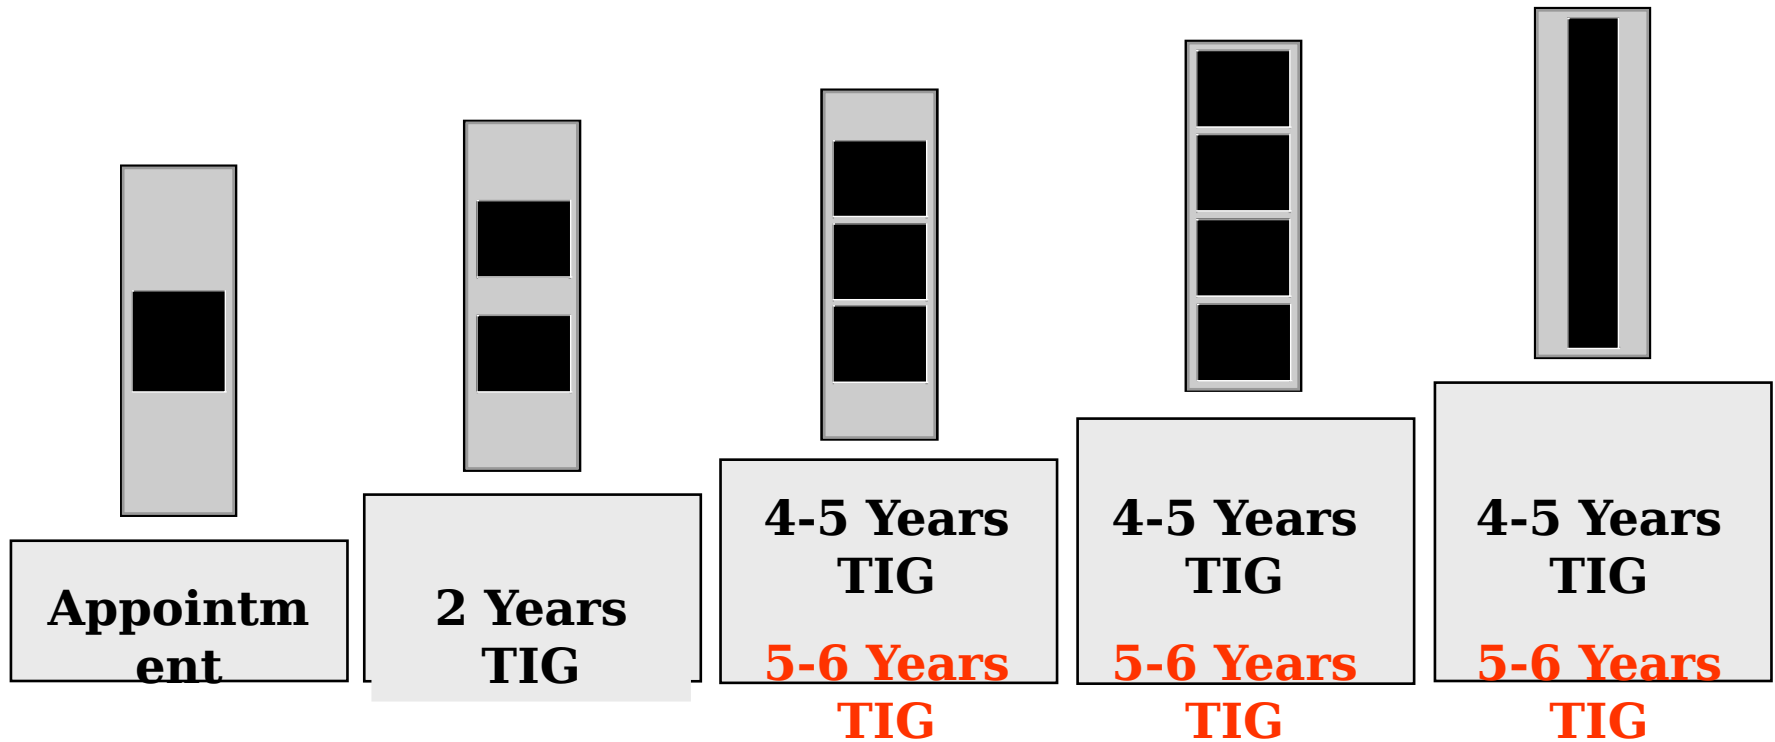 Appointm
ent
2 Years
TIG
4-5 Years
TIG
5-6 Years
TIG
4-5 Years
TIG
5-6 Years
TIG
4-5 Years
TIG
5-6 Years
TIG